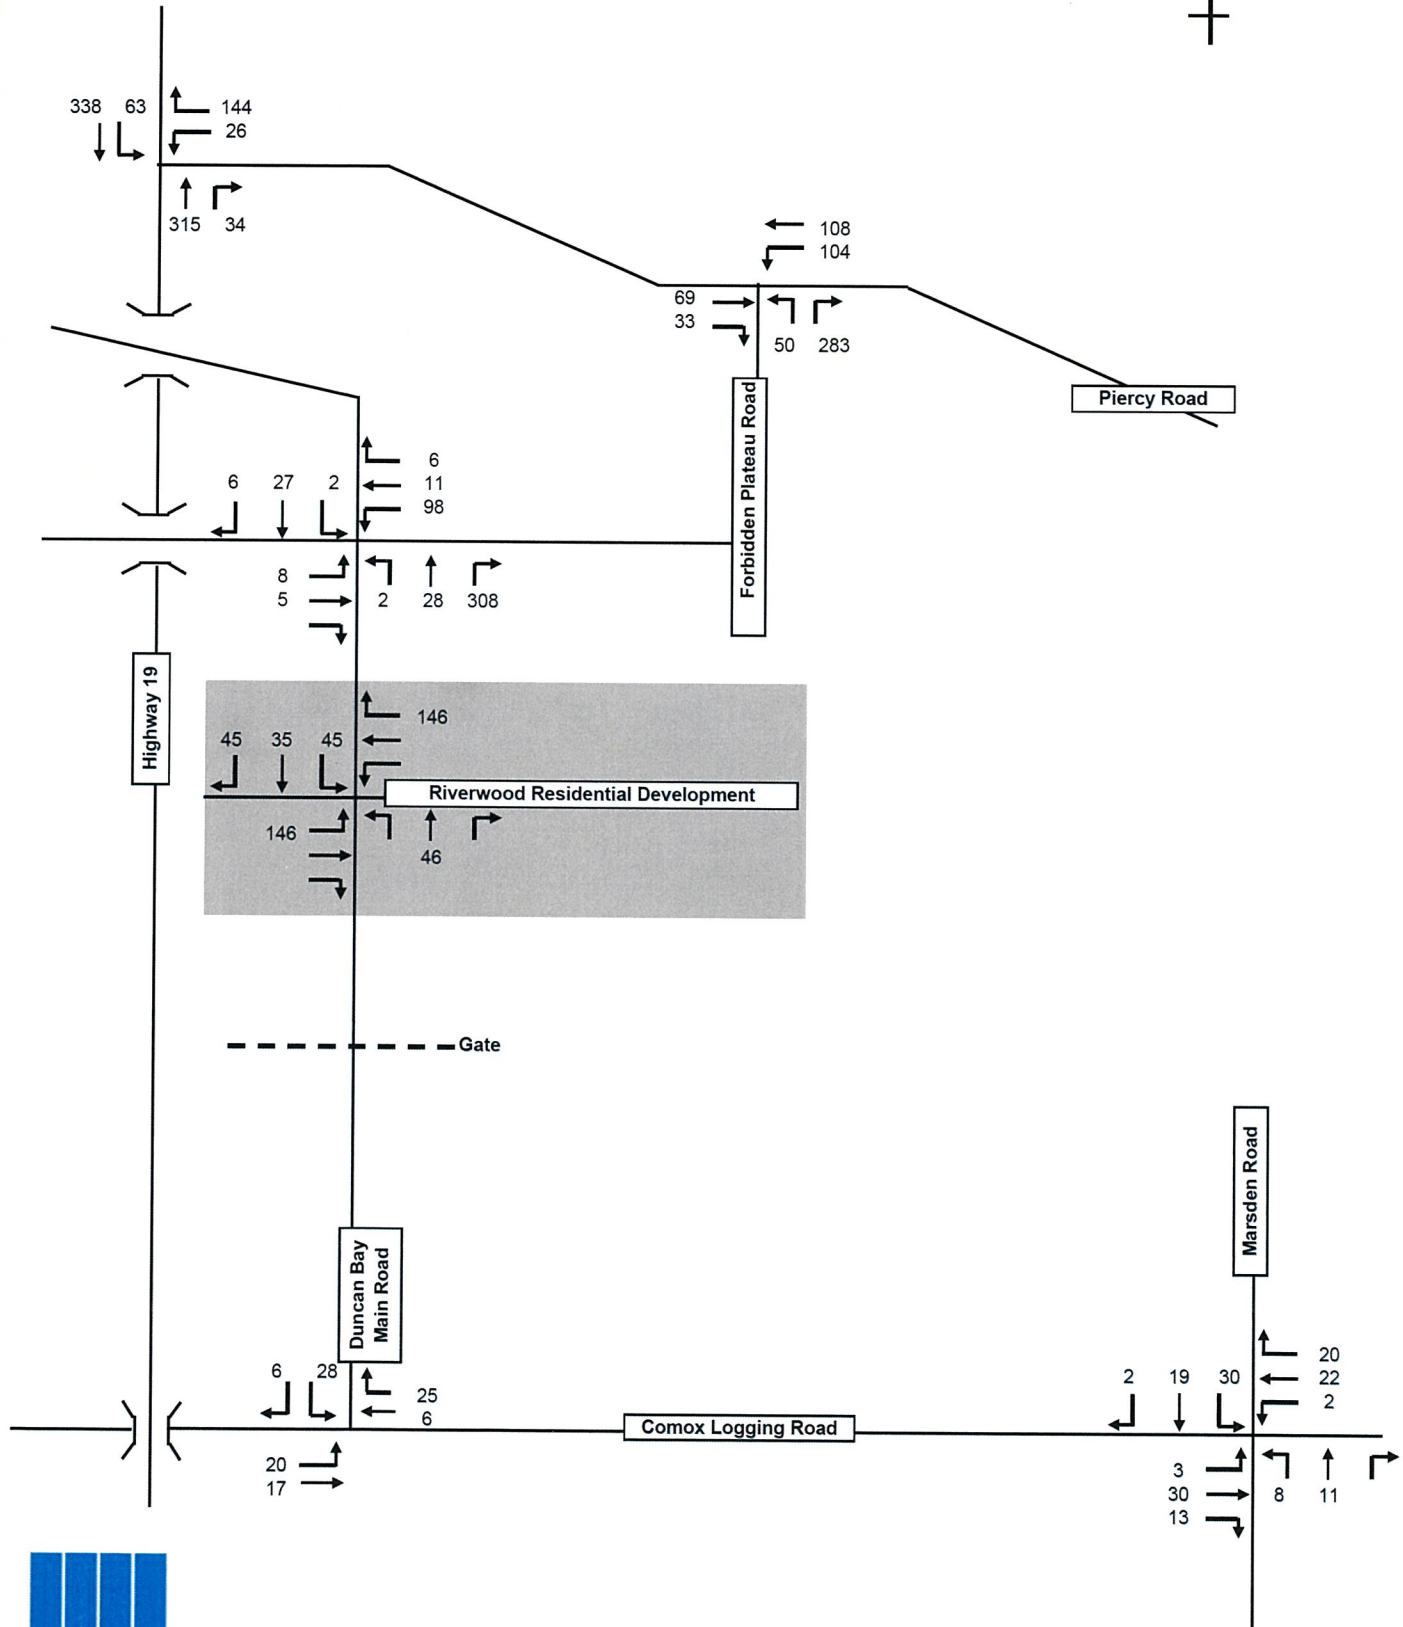 338 63
144
26
315 34
108
104
69
33
50 283
Piercy Road
Forbidden Plateau Road
6 27 2
6
11
98
8
5
2 28 308
Highway 19
146
45 35 45
Riverwood Residential Development
146
46
Gate
Marsden Road
Duncan Bay
Main Road
6 28
25
6
20
17
Comox Logging Road
2 19 30
20
22
2
3
30
13
8 11